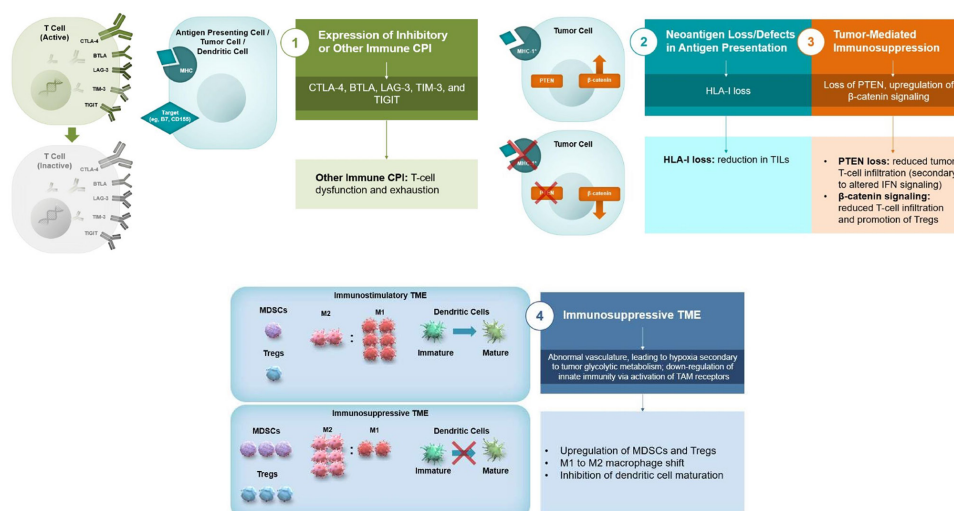 T Cell
(Active)
CTLA-4
BTLA
LAG-3
TIM-3
TIGIT
T Cell
(Inactive)
CTLA-4
BTLA
LAG-3
TIM-3
TIGIT
Antigen Presenting Cell /
Tumor Cell /
Dendritic Cell
MHC
Target
(eg, B7, CD155)
1
Expression of Inhibitory
or Other Immune CPI
CTLA-4, BTLA, LAG-3, TIM-3, and
TIGIT
Other Immune CPI: T-cell
dysfunction and exhaustion
Tumor Cell
MHC-1*
PTEN
β-catenin
Tumor Cell
MHC-1*
β-catenin
2
Neoantigen Loss/Defects
in Antigen Presentation
HLA-I loss
HLA-I loss: reduction in TILs
3
Tumor-Mediated
Immunosuppression
Loss of PTEN, upregulation of
β-catenin signaling
• PTEN loss: reduced tumor
T-cell infiltration (secondary
to altered IFN signaling)
• β-catenin signaling:
reduced T-cell infiltration
and promotion of Tregs
Immunostimulatory TME
MDSCs
Tregs
M2
:
M1
Dendritic Cells
Immature
Mature
Immunosuppressive TME
MDSCs
Tregs
M2
:
M1
Dendritic Cells
Immature
Mature
4
Immunosuppressive TME
Abnormal vasculature, leading to hypoxia secondary
to tumor glycolytic metabolism; down-regulation of
innate immunity via activation of TAM receptors
• Upregulation of MDSCs and Tregs
• M1 to M2 macrophage shift
• Inhibition of dendritic cell maturation